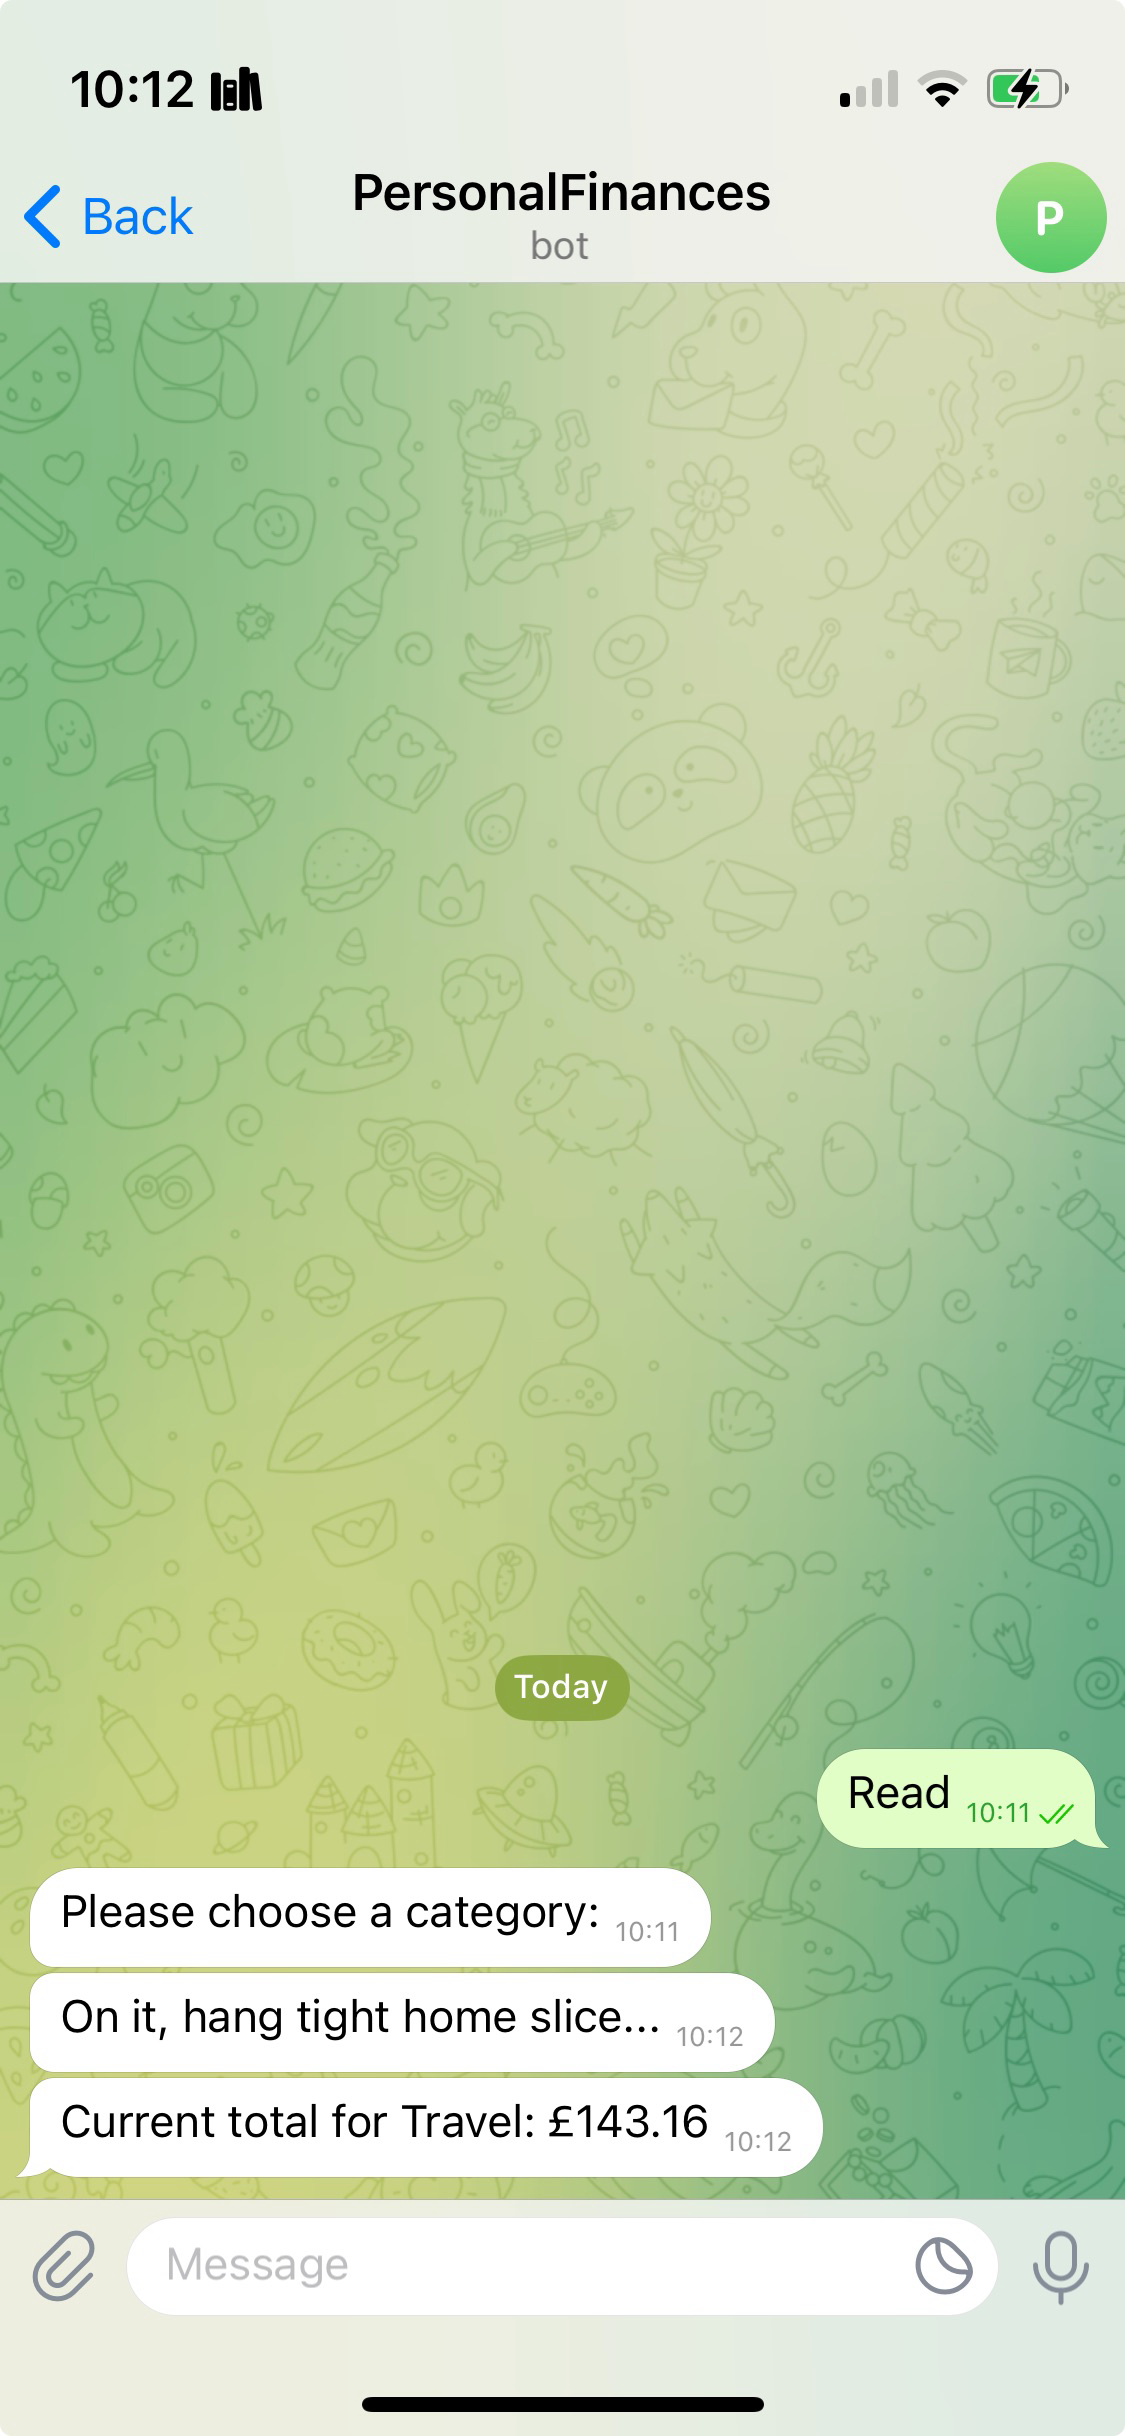 10:12
Back
PersonalFinances
bot
P
Today
Read 10:11
Please choose a category: 10:11
On it, hang tight home slice... 10:12
Current total for Travel: £143.16 10:12
Message